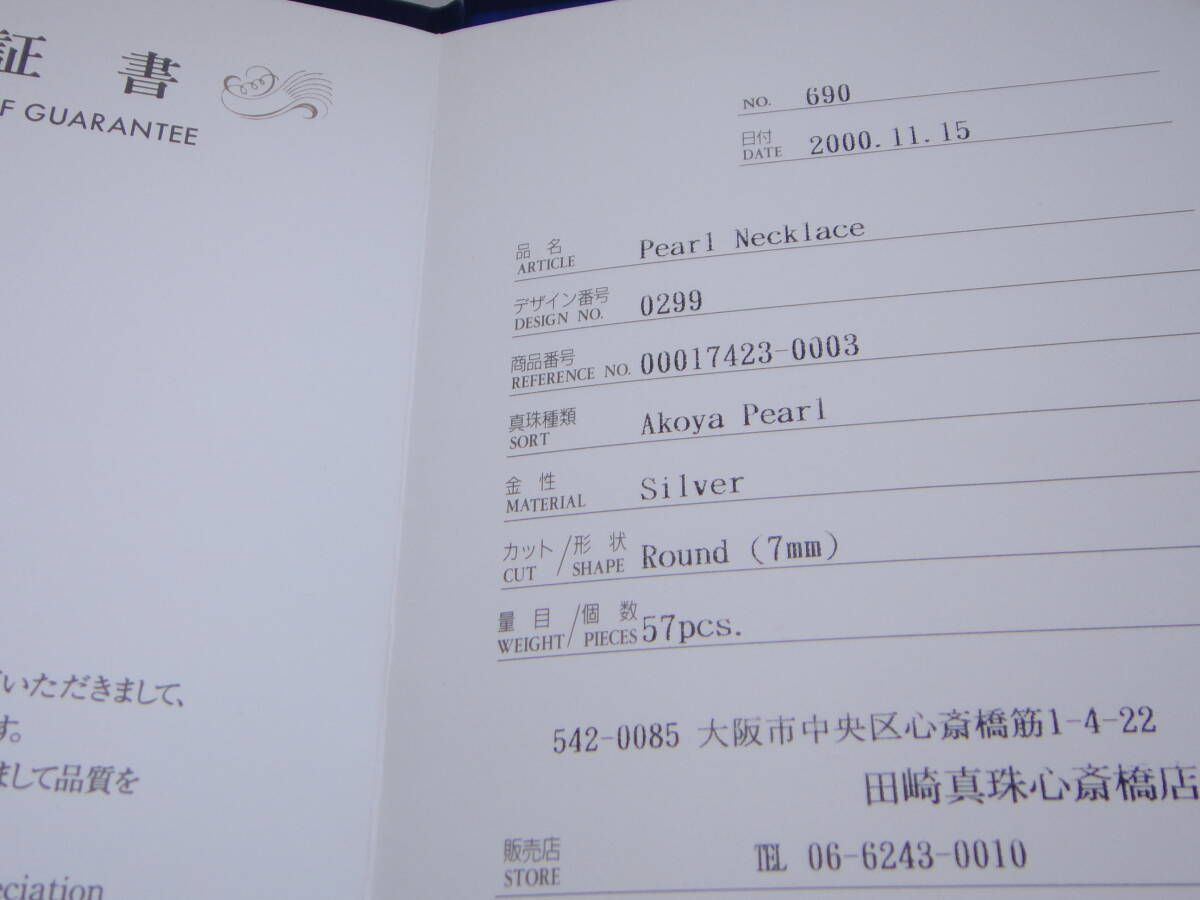 証 書
F GUARANTEE
いただきまして、
す。
まして品質を
eciation
NO. 690
日付
DATE 2000.11.15
品 名
ARTICLE Pearl Necklace
デザイン番号
DESIGN NO. 0299
商品番号
REFERENCE NO. 00017423-0003
真珠種類
SORT Akoya Pearl
金 性
MATERIAL Silver
カット/形 状
CUT / SHAPE Round (7mm)
量 目/個 数
WEIGHT/ PIECES 57pcs.
542-0085 大阪市中央区心斎橋筋1-4-22
田崎真珠心斎橋店
販売店
STORE
℡ 06-6243-0010